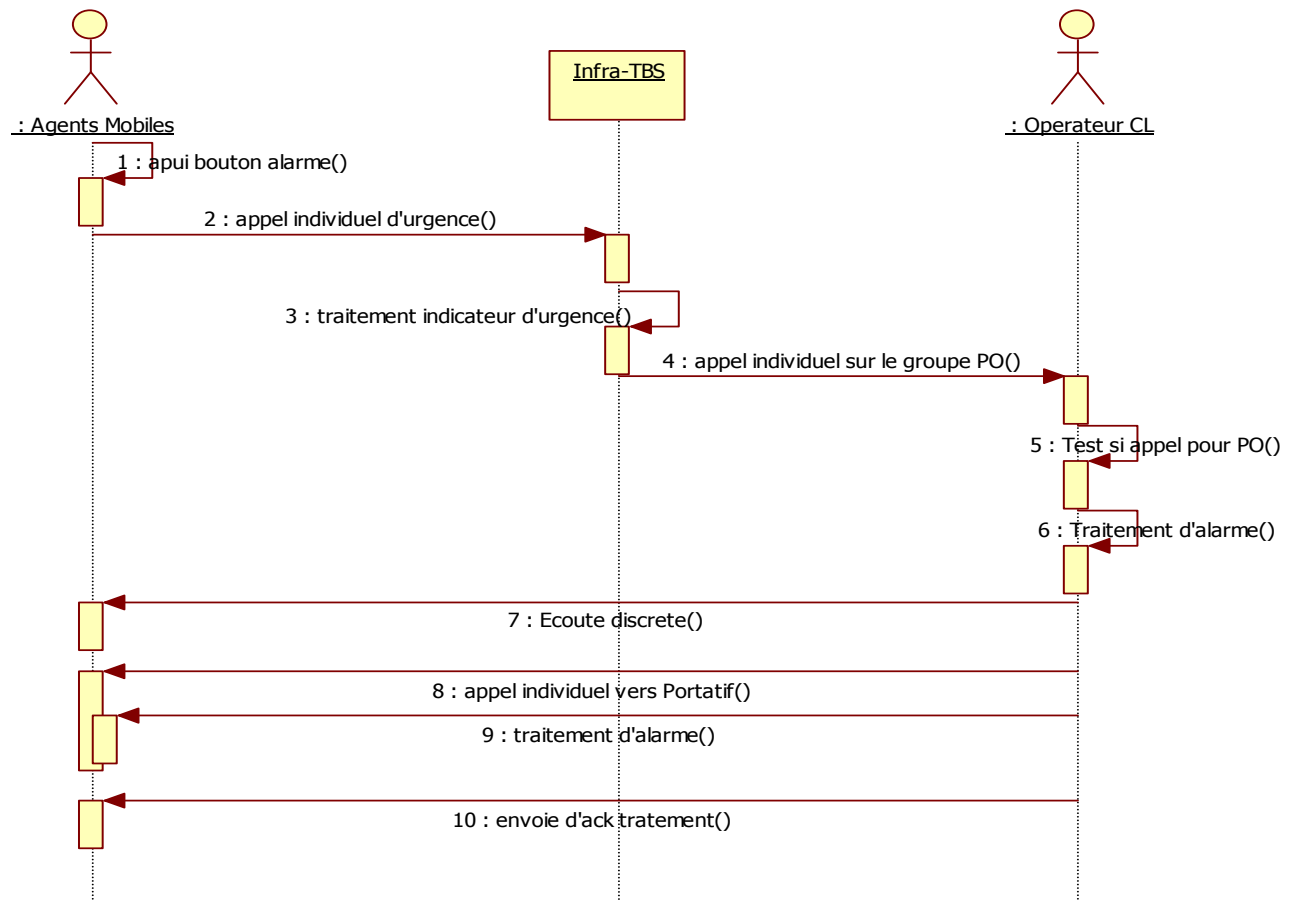 Infra-TBS
: Agents Mobiles
: Operateur CL
1 : apui bouton alarme()
2 : appel individuel d'urgence()
3 : traitement indicateur d'urgence()
4 : appel individuel sur le groupe PO()
5 : Test si appel pour PO()
6 : Traitement d'alarme()
7 : Ecoute discrete()
8 : appel individuel vers Portatif()
9 : traitement d'alarme()
10 : envoie d'ack tratement()